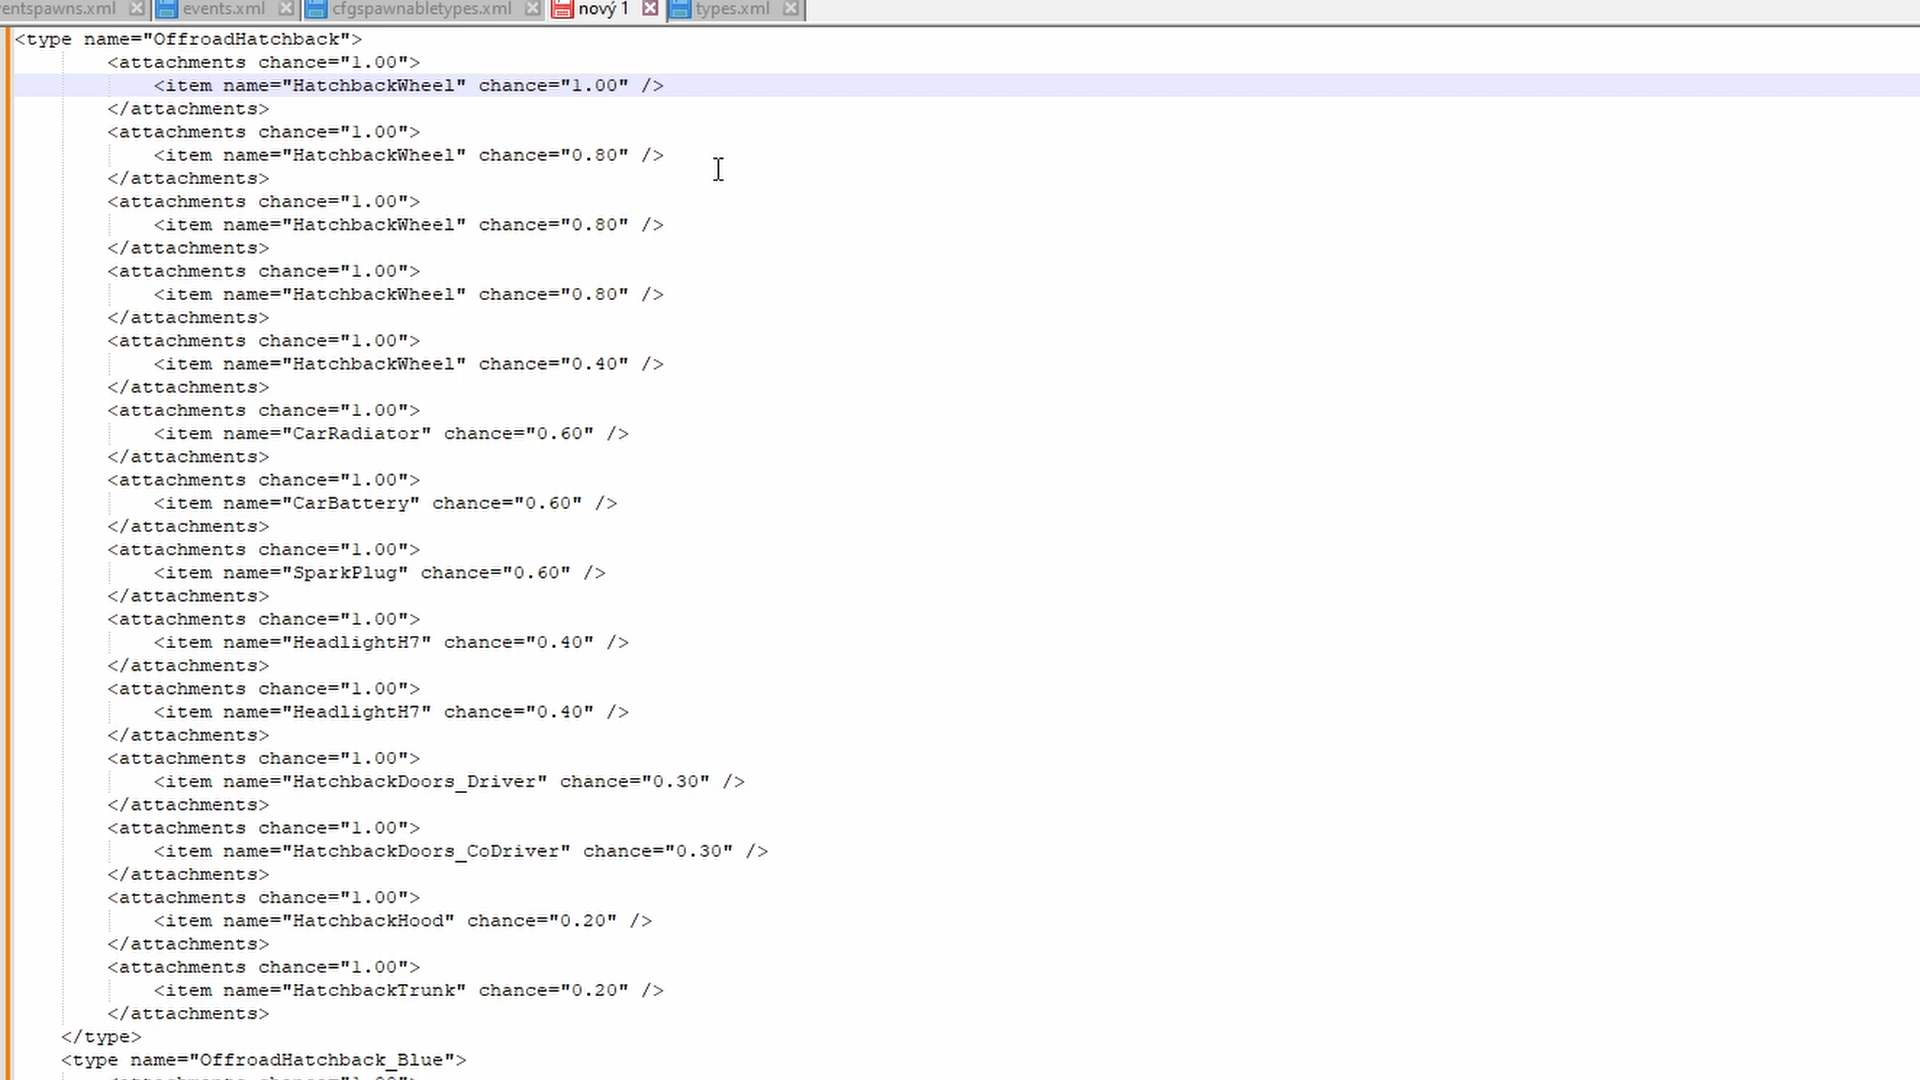 entspawns.xml events.xml cfgspawnabletypes.xml nový 1 types.xml
<type name="OffroadHatchback">
<attachments chance="1.00">
<item name="HatchbackWheel" chance="1.00" />
</attachments>
<attachments chance="1.00">
<item name="HatchbackWheel" chance="0.80" />
</attachments>
<attachments chance="1.00">
<item name="HatchbackWheel" chance="0.80" />
</attachments>
<attachments chance="1.00">
<item name="HatchbackWheel" chance="0.80" />
</attachments>
<attachments chance="1.00">
<item name="HatchbackWheel" chance="0.40" />
</attachments>
<attachments chance="1.00">
<item name="CarRadiator" chance="0.60" />
</attachments>
<attachments chance="1.00">
<item name="CarBattery" chance="0.60" />
</attachments>
<attachments chance="1.00">
<item name="SparkPlug" chance="0.60" />
</attachments>
<attachments chance="1.00">
<item name="HeadlightH7" chance="0.40" />
</attachments>
<attachments chance="1.00">
<item name="HeadlightH7" chance="0.40" />
</attachments>
<attachments chance="1.00">
<item name="HatchbackDoors_Driver" chance="0.30" />
</attachments>
<attachments chance="1.00">
<item name="HatchbackDoors_CoDriver" chance="0.30" />
</attachments>
<attachments chance="1.00">
<item name="HatchbackHood" chance="0.20" />
</attachments>
<attachments chance="1.00">
<item name="HatchbackTrunk" chance="0.20" />
</attachments>
</type>
<type name="OffroadHatchback_Blue">